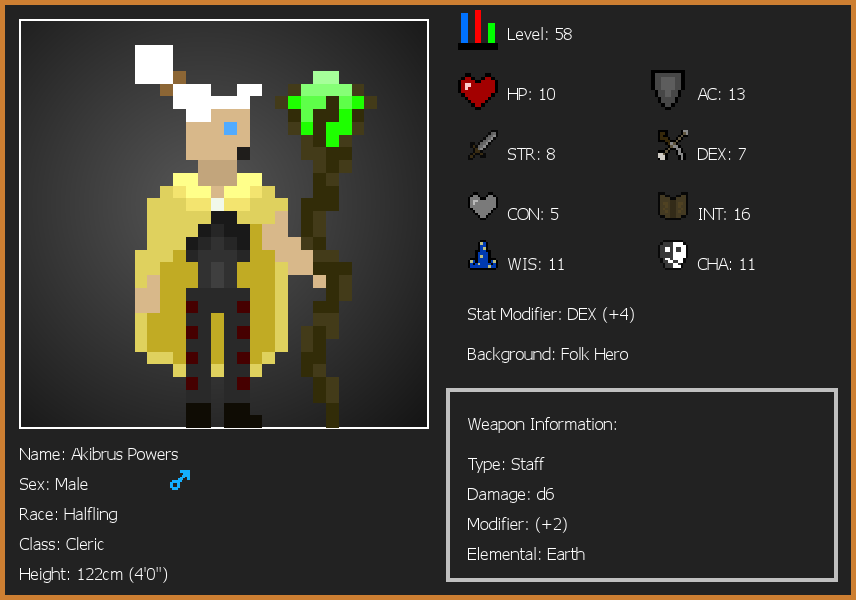 Level: 58
HP: 10
AC: 13
STR: 8
DEX: 7
CON: 5
INT: 16
WIS: 11
CHA: 11
Stat Modifier: DEX (+4)
Background: Folk Hero
Weapon Information:
Type: Staff
Damage: d6
Modifier: (+2)
Elemental: Earth
Name: Akibrus Powers
Sex: Male
Race: Halfling
Class: Cleric
Height: 122cm (4'0")